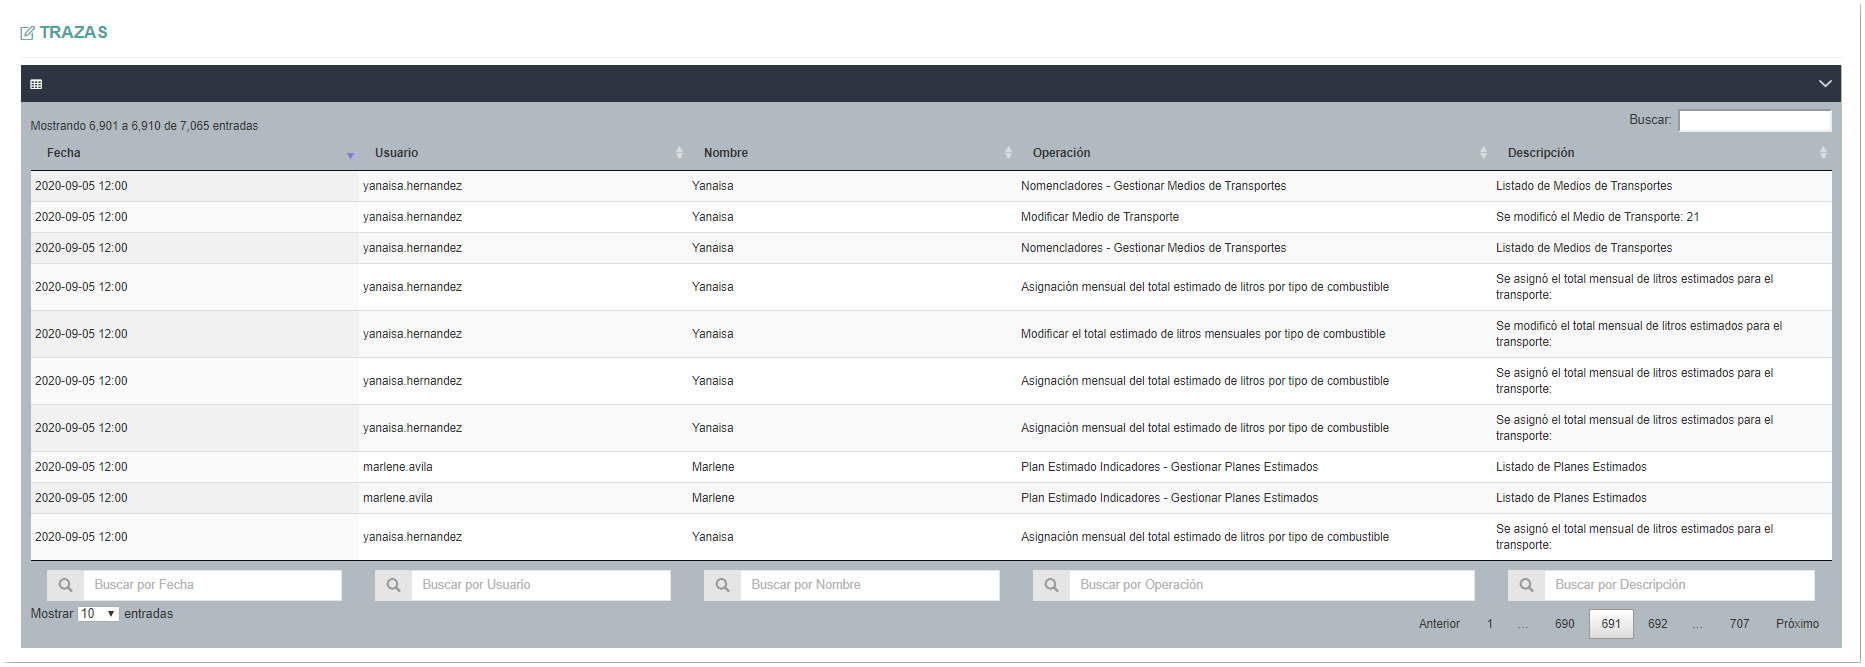 TRAZAS
Mostrando 6,901 a 6,910 de 7,065 entradas
Buscar:
Fecha Usuario Nombre Operación Descripción
2020-09-05 12:00 yanaisa.hernandez Yanaisa Nomencladores - Gestionar Medios de Transportes Listado de Medios de Transportes
2020-09-05 12:00 yanaisa.hernandez Yanaisa Modificar Medio de Transporte Se modificó el Medio de Transporte: 21
2020-09-05 12:00 yanaisa.hernandez Yanaisa Nomencladores - Gestionar Medios de Transportes Listado de Medios de Transportes
2020-09-05 12:00 yanaisa.hernandez Yanaisa Asignación mensual del total estimado de litros por tipo de combustible Se asignó el total mensual de litros estimados para el
transporte:
2020-09-05 12:00 yanaisa.hernandez Yanaisa Modificar el total estimado de litros mensuales por tipo de combustible Se modificó el total mensual de litros estimados para el
transporte:
2020-09-05 12:00 yanaisa.hernandez Yanaisa Asignación mensual del total estimado de litros por tipo de combustible Se asignó el total mensual de litros estimados para el
transporte:
2020-09-05 12:00 yanaisa.hernandez Yanaisa Asignación mensual del total estimado de litros por tipo de combustible Se asignó el total mensual de litros estimados para el
transporte:
2020-09-05 12:00 marlene.avila Marlene Plan Estimado Indicadores - Gestionar Planes Estimados Listado de Planes Estimados
2020-09-05 12:00 marlene.avila Marlene Plan Estimado Indicadores - Gestionar Planes Estimados Listado de Planes Estimados
2020-09-05 12:00 yanaisa.hernandez Yanaisa Asignación mensual del total estimado de litros por tipo de combustible Se asignó el total mensual de litros estimados para el
transporte:
Buscar por Fecha Buscar por Usuario Buscar por Nombre Buscar por Operación Buscar por Descripción
Mostrar 10 entradas
Anterior 1 ... 690 691 692 ... 707 Próximo